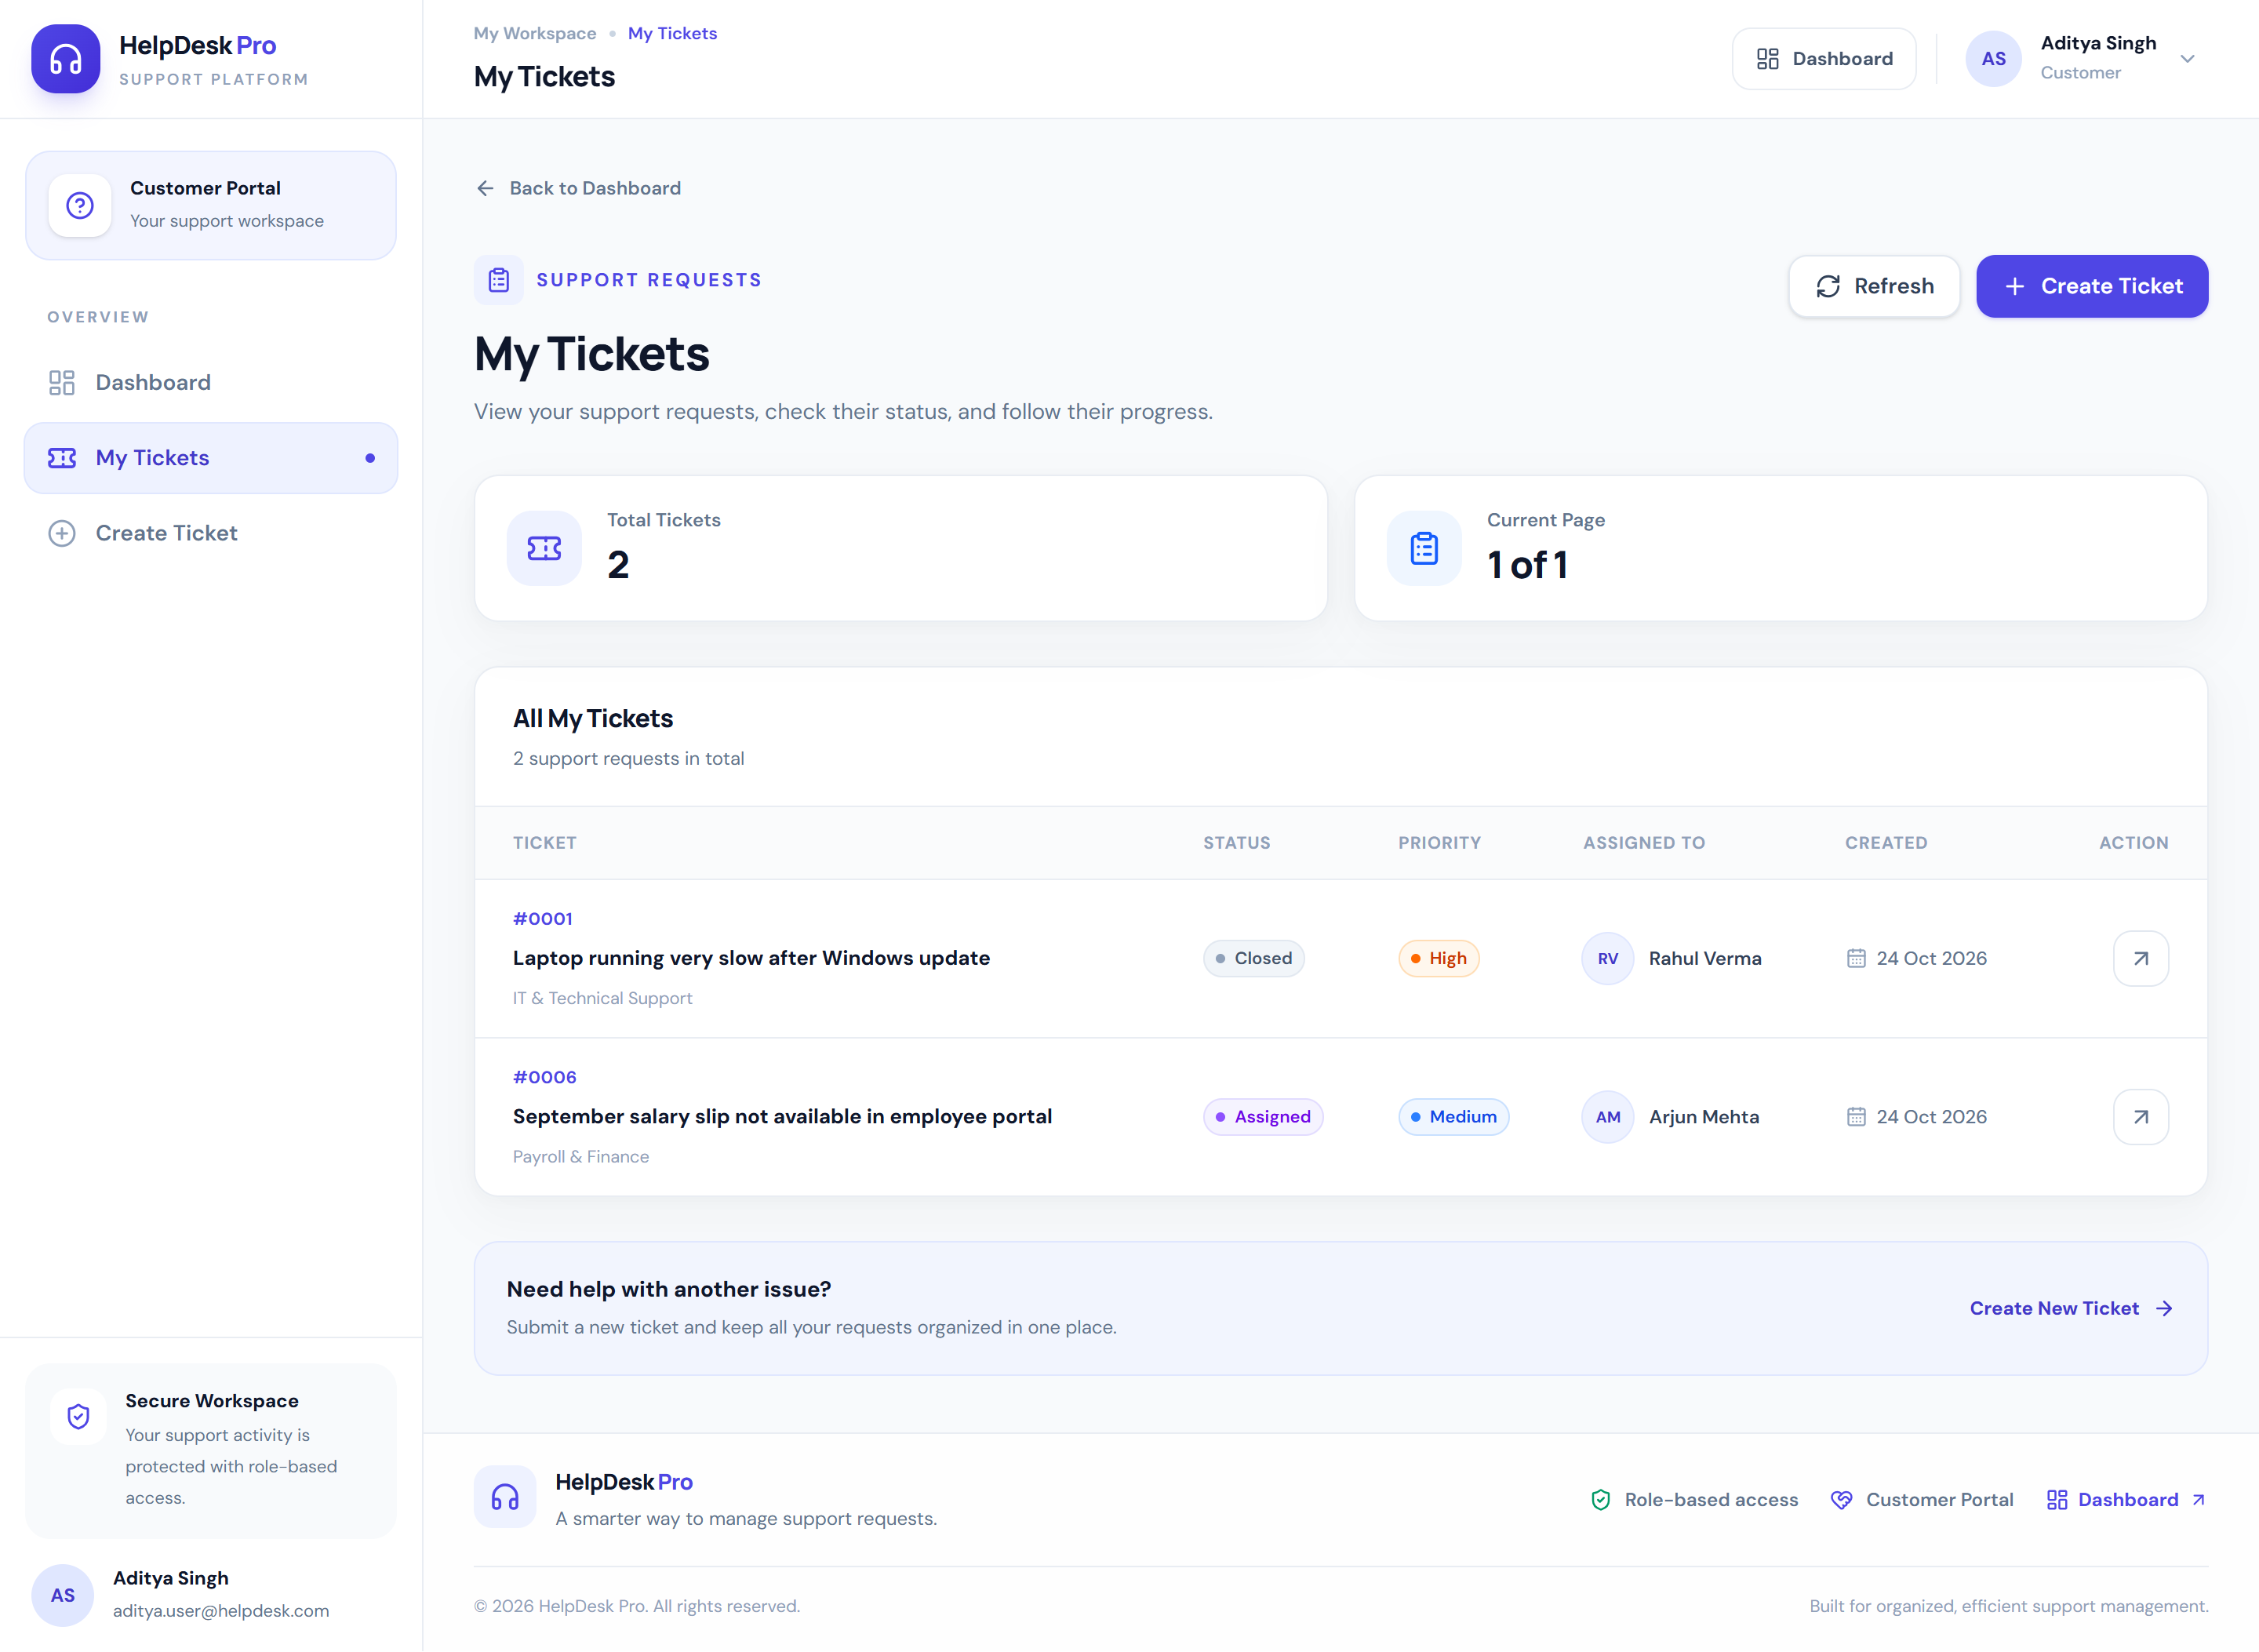 HelpDesk Pro
SUPPORT PLATFORM
Customer Portal
Your support workspace
OVERVIEW
Dashboard
My Tickets
Create Ticket
Secure Workspace
Your support activity is
protected with role-based
access.
AS
Aditya Singh
aditya.user@helpdesk.com
My Workspace • My Tickets
My Tickets
Dashboard
AS
Aditya Singh
Customer
Back to Dashboard
SUPPORT REQUESTS
Refresh
Create Ticket
My Tickets
View your support requests, check their status, and follow their progress.
Total Tickets
2
Current Page
1 of 1
All My Tickets
2 support requests in total
TICKET STATUS PRIORITY ASSIGNED TO CREATED ACTION
#0001
Laptop running very slow after Windows update
IT & Technical Support
Closed
High
RV Rahul Verma
24 Oct 2026
#0006
September salary slip not available in employee portal
Payroll & Finance
Assigned
Medium
AM Arjun Mehta
24 Oct 2026
Need help with another issue?
Submit a new ticket and keep all your requests organized in one place.
Create New Ticket
HelpDesk Pro
A smarter way to manage support requests.
Role-based access
Customer Portal
Dashboard
© 2026 HelpDesk Pro. All rights reserved.
Built for organized, efficient support management.